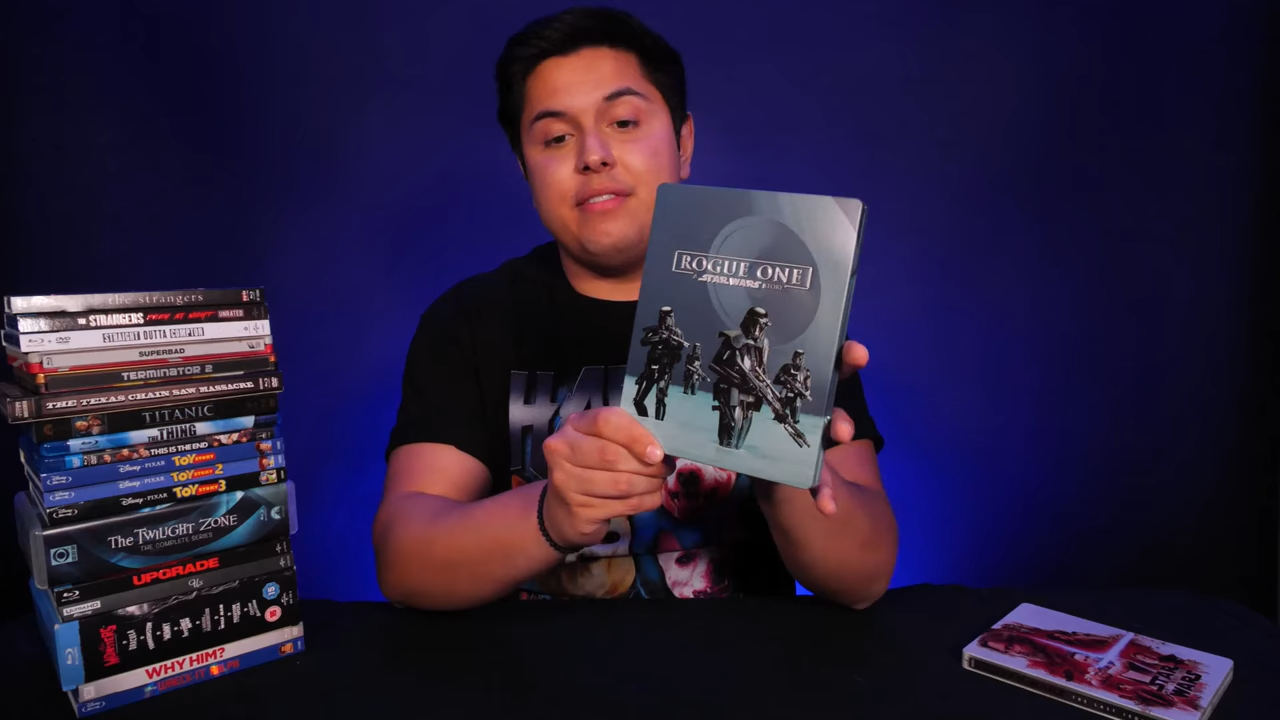 the strangers
THE STRANGERS PREY AT NIGHT UNRATED
STRAIGHT OUTTA COMPTON
SUPERBAD
TERMINATOR 2
THE TEXAS CHAIN SAW MASSACRE
TITANIC
THE THING
THIS IS THE END
DISNEY·PIXAR TOY STORY
DISNEY·PIXAR TOY STORY 2
DISNEY·PIXAR TOY STORY 3
THE TWILIGHT ZONE
THE COMPLETE SERIES
UPGRADE
Us
MONSTERS
WHY HIM?
WRECK-IT RALPH
ROGUE ONE
A STAR WARS STORY
STAR WARS